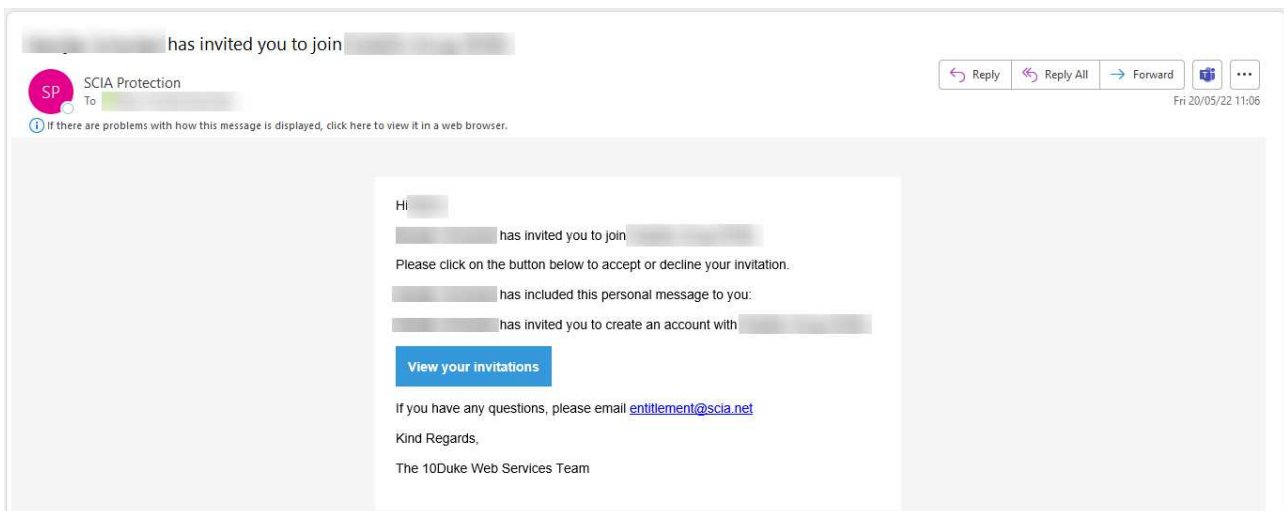 has invited you to join
SP
SCIA Protection
To
Reply
Reply All
Forward
Fri 20/05/22 11:06
If there are problems with how this message is displayed, click here to view it in a web browser.
Hi
has invited you to join
Please click on the button below to accept or decline your invitation.
has included this personal message to you:
has invited you to create an account with
View your invitations
If you have any questions, please email entitlement@scia.net
Kind Regards,
The 10Duke Web Services Team